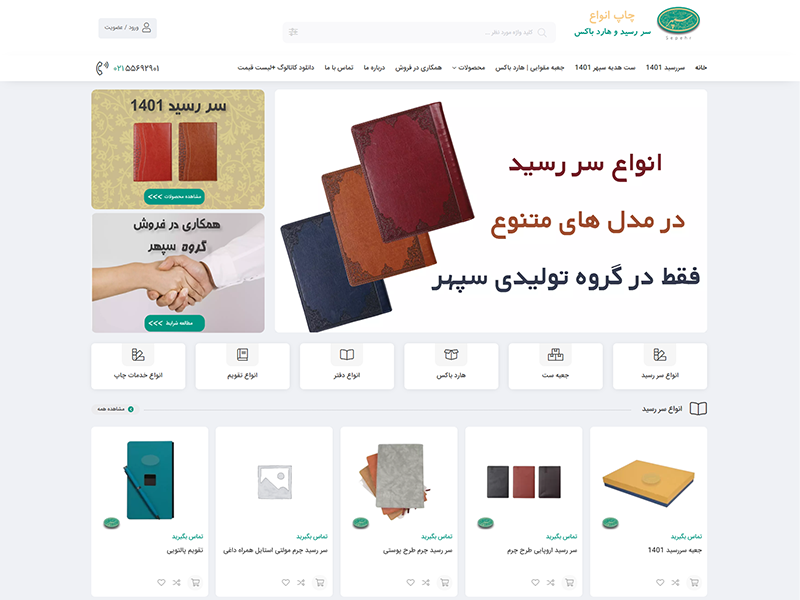 چاپ انواع
سر رسید و هارد باکس
Sepehr
کلید واژه مورد نظر ...
ورود / عضویت
خانه
سررسید 1401
ست هدیه سپهر 1401
جعبه مقوایی | هارد باکس
محصولات
همکاری در فروش
درباره ما
تماس با ما
دانلود کاتالوگ +لیست قیمت
۰۲۱۵۵۶۹۲۹۰۱
انواع سر رسید
در مدل های متنوع
فقط در گروه تولیدی سپهر
سر رسید 1401
مشاهده محصولات >>>
همکاری در فروش
گروه سپهر
مطالعه شرایط >>>
انواع سر رسید
جعبه ست
هارد باکس
انواع دفتر
انواع تقویم
انواع خدمات چاپ
انواع سر رسید
مشاهده همه
تماس بگیرید
جعبه سررسید 1401
تماس بگیرید
سر رسید اروپایی طرح چرم
تماس بگیرید
سر رسید چرم طرح پوستی
تماس بگیرید
سر رسید چرم مولتی استایل همراه داغی
تماس بگیرید
تقویم پالتویی